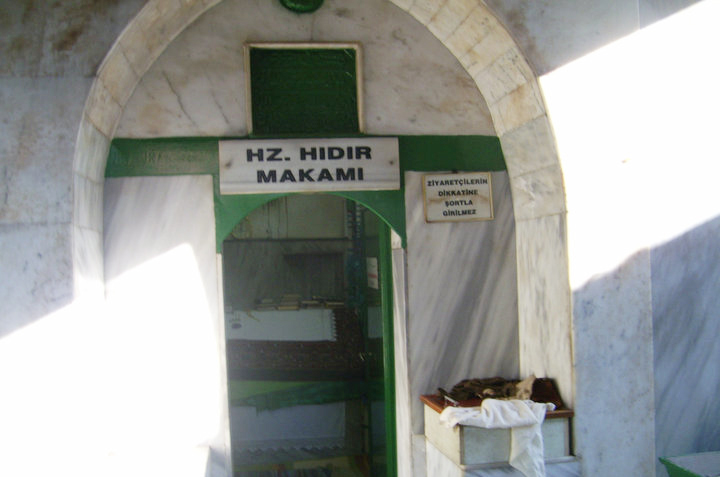 HZ. HIDIR
MAKAMI
ZİYARETÇİLERİN
DİKKATİNE
ŞORTLA
GİRİLMEZ